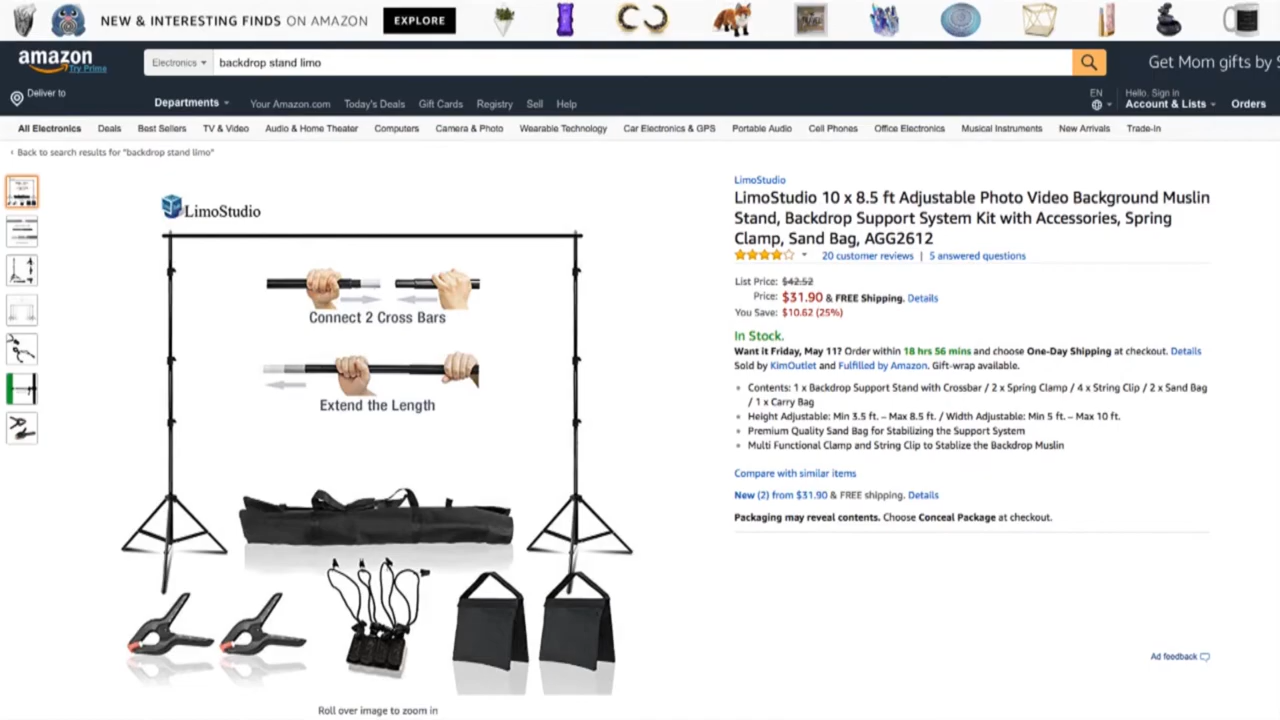 NEW & INTERESTING FINDS ON AMAZON EXPLORE
amazon
Try Prime
Electronics
backdrop stand limo
Get Mom gifts by
Deliver to
Departments
Your Amazon.com
Today's Deals
Gift Cards
Registry
Sell
Help
EN
Hello. Sign in
Account & Lists
Orders
All Electronics
Deals
Best Sellers
TV & Video
Audio & Home Theater
Computers
Camera & Photo
Wearable Technology
Car Electronics & GPS
Portable Audio
Cell Phones
Office Electronics
Musical Instruments
New Arrivals
Trade-In
‹ Back to search results for "backdrop stand limo"
LimoStudio
Connect 2 Cross Bars
Extend the Length
Roll over image to zoom in
LimoStudio
LimoStudio 10 x 8.5 ft Adjustable Photo Video Background Muslin
Stand, Backdrop Support System Kit with Accessories, Spring
Clamp, Sand Bag, AGG2612
20 customer reviews | 5 answered questions
List Price: $42.52
Price: $31.90 & FREE Shipping. Details
You Save: $10.62 (25%)
In Stock.
Want it Friday, May 11? Order within 18 hrs 56 mins and choose One-Day Shipping at checkout. Details
Sold by KimOutlet and Fulfilled by Amazon. Gift-wrap available.
• Contents: 1 x Backdrop Support Stand with Crossbar / 2 x Spring Clamp / 4 x String Clip / 2 x Sand Bag
/ 1 x Carry Bag
• Height Adjustable: Min 3.5 ft. – Max 8.5 ft. / Width Adjustable: Min 5 ft. – Max 10 ft.
• Premium Quality Sand Bag for Stabilizing the Support System
• Multi Functional Clamp and String Clip to Stablize the Backdrop Muslin
Compare with similar items
New (2) from $31.90 & FREE shipping. Details
Packaging may reveal contents. Choose Conceal Package at checkout.
Ad feedback